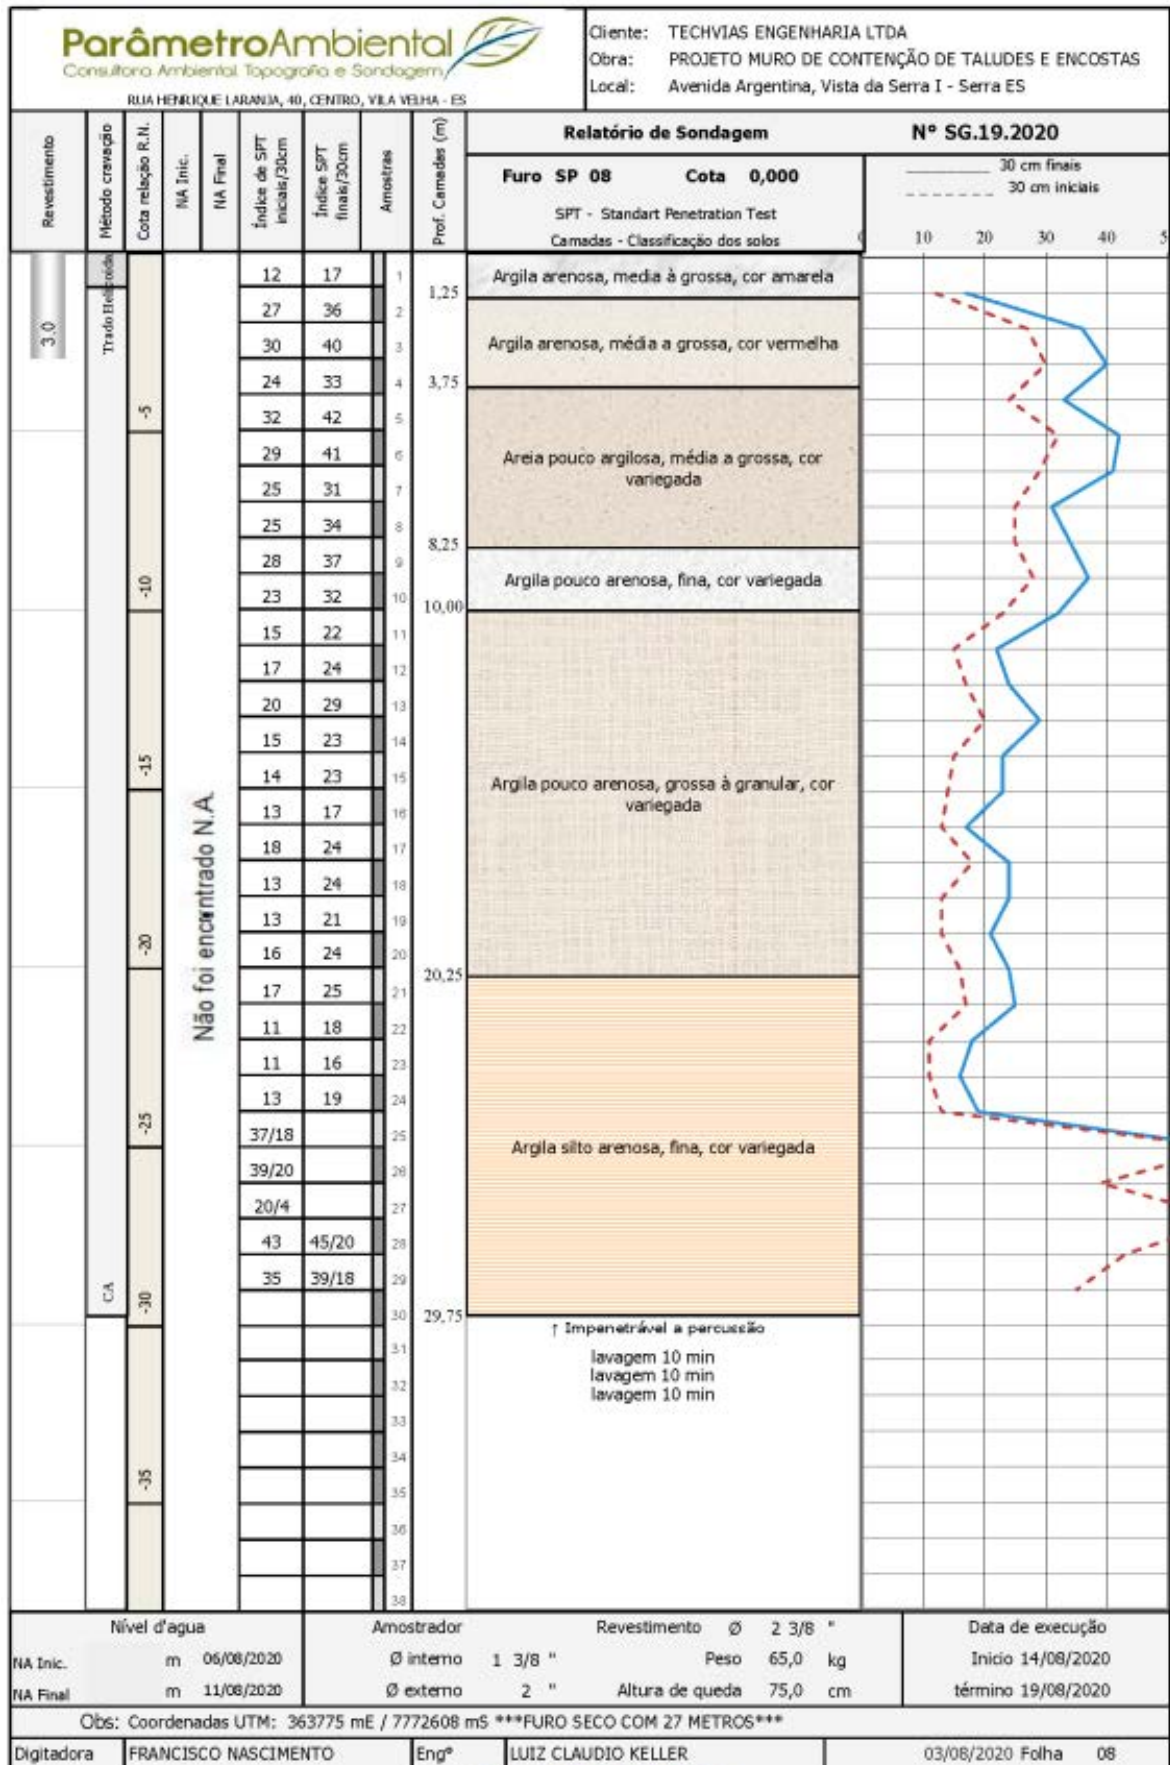 ParâmetroAmbiental
Consultoria Ambiental Topografia e Sondagem
RUA HENRIQUE LARANJA, 40, CENTRO, VILA VELHA - ES
Cliente: TECHVIAS ENGENHARIA LTDA
Obra: PROJETO MURO DE CONTENÇÃO DE TALUDES E ENCOSTAS
Local: Avenida Argentina, Vista da Serra I - Serra ES
Revestimento
Método cravação
Cota relação R.N.
NA Inic.
NA Final
Índice de SPT iniciais/30cm
Índice SPT finais/30cm
Amostras
Prof. Camadas (m)
Relatório de Sondagem
Nº SG.19.2020
Furo SP 08 Cota 0,000
SPT - Standart Penetration Test
Camadas - Classificação dos solos
30 cm finais
30 cm iniciais
0 10 20 30 40 5
3.0
Trado Helicoida
CA
-5
-10
-15
-20
-25
-30
-35
Não foi encontrado N.A.
12 17 1
27 36 2
30 40 3
24 33 4
32 42 5
29 41 6
25 31 7
25 34 8
28 37 9
23 32 10
15 22 11
17 24 12
20 29 13
15 23 14
14 23 15
13 17 16
18 24 17
13 24 18
13 21 19
16 24 20
17 25 21
11 18 22
11 16 23
13 19 24
37/18 25
39/20 26
20/4 27
43 45/20 28
35 39/18 29
30
31
32
33
34
35
36
37
38
1,25
3,75
8,25
10,00
20,25
29,75
Argila arenosa, media à grossa, cor amarela
Argila arenosa, média a grossa, cor vermelha
Areia pouco argilosa, média a grossa, cor
variegada
Argila pouco arenosa, fina, cor variegada
Argila pouco arenosa, grossa à granular, cor
variegada
Argila silto arenosa, fina, cor variegada
↑ Impenetrável a percussão
lavagem 10 min
lavagem 10 min
lavagem 10 min
Nível d'agua
NA Inic. m 06/08/2020
NA Final m 11/08/2020
Amostrador Revestimento Ø 2 3/8 "
Ø interno 1 3/8 " Peso 65,0 kg
Ø externo 2 " Altura de queda 75,0 cm
Data de execução
Inicio 14/08/2020
término 19/08/2020
Obs: Coordenadas UTM: 363775 mE / 7772608 mS ***FURO SECO COM 27 METROS***
Digitadora FRANCISCO NASCIMENTO Engº LUIZ CLAUDIO KELLER 03/08/2020 Folha 08